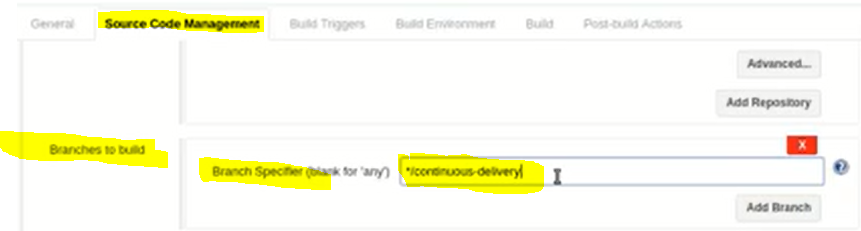 General Source Code Management Build Triggers Build Environment Build Post-build Actions
Advanced...
Add Repository
Branches to build
X
Branch Specifier (blank for 'any') */continuous-delivery
?
Add Branch